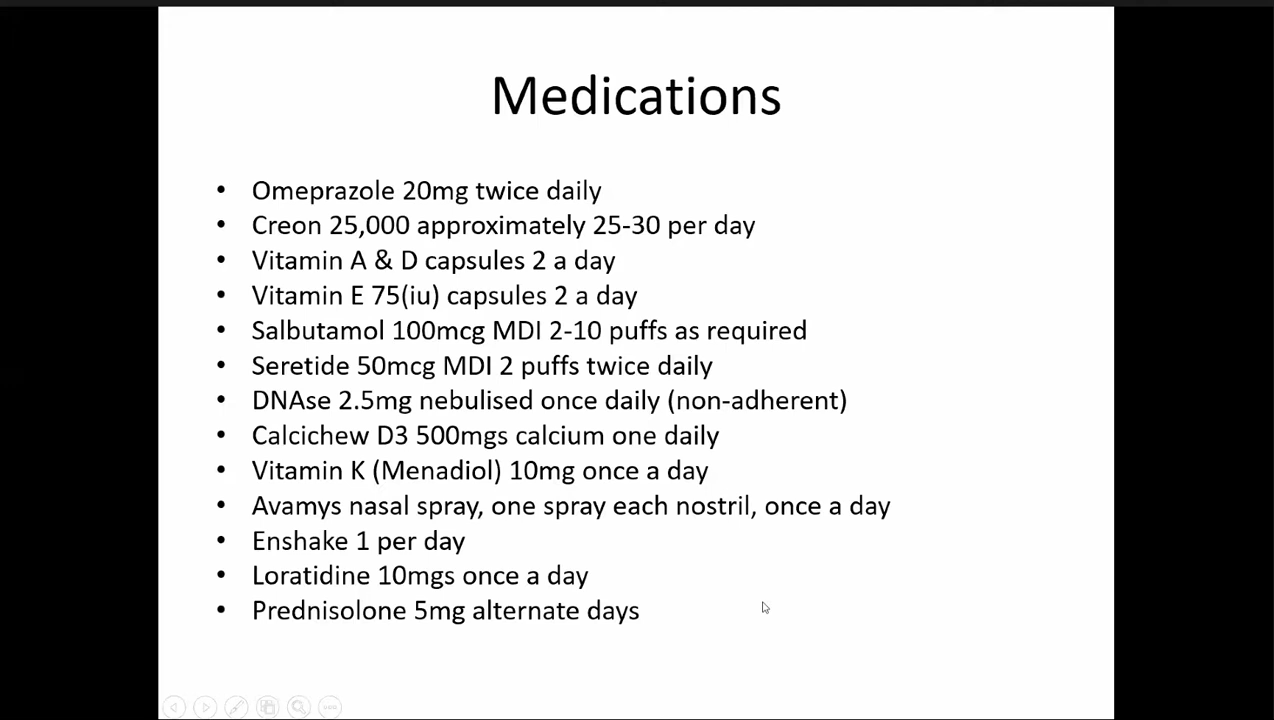 Medications
• Omeprazole 20mg twice daily
• Creon 25,000 approximately 25-30 per day
• Vitamin A & D capsules 2 a day
• Vitamin E 75(iu) capsules 2 a day
• Salbutamol 100mcg MDI 2-10 puffs as required
• Seretide 50mcg MDI 2 puffs twice daily
• DNAse 2.5mg nebulised once daily (non-adherent)
• Calcichew D3 500mgs calcium one daily
• Vitamin K (Menadiol) 10mg once a day
• Avamys nasal spray, one spray each nostril, once a day
• Enshake 1 per day
• Loratidine 10mgs once a day
• Prednisolone 5mg alternate days